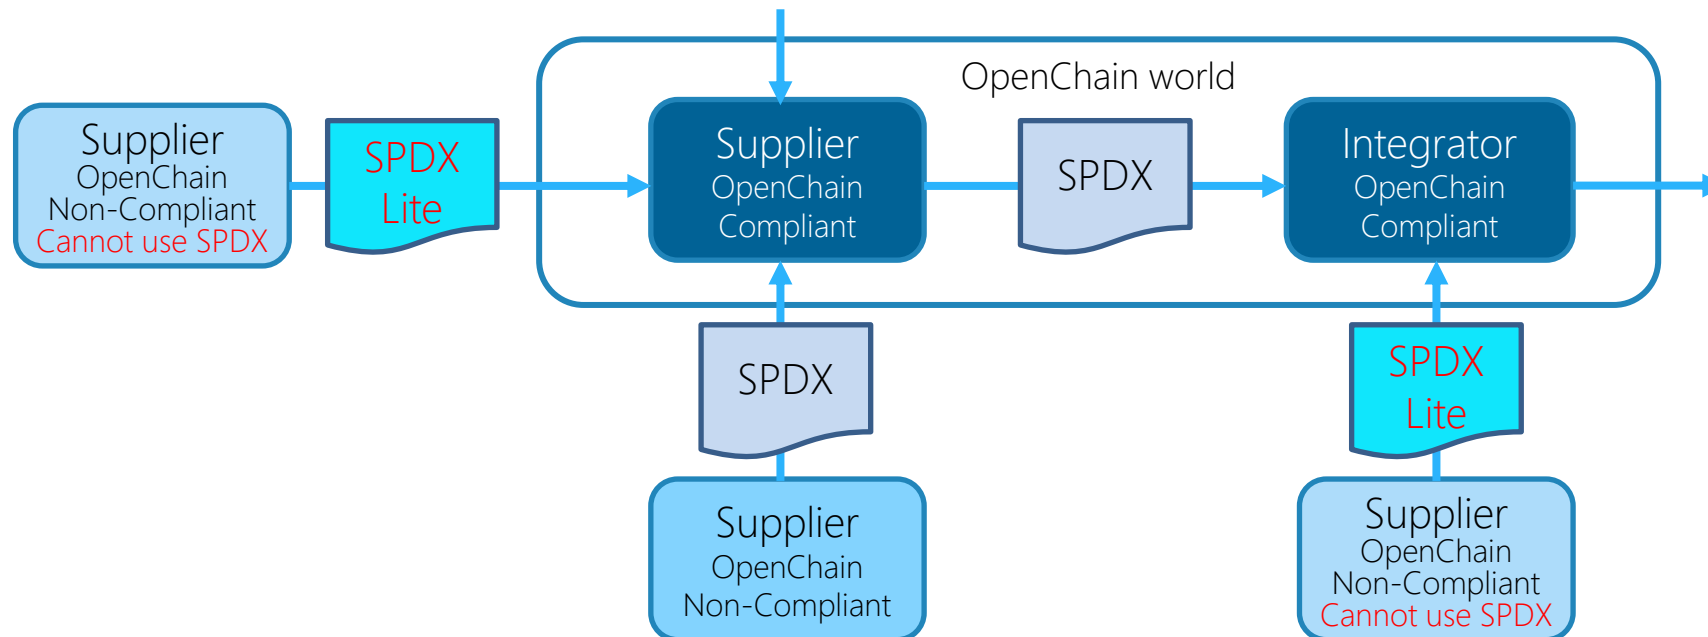 OpenChain world
Supplier
OpenChain
Non-Compliant
Cannot use SPDX
SPDX
Lite
Supplier
OpenChain
Compliant
SPDX
Integrator
OpenChain
Compliant
SPDX
SPDX
Lite
Supplier
OpenChain
Non-Compliant
Supplier
OpenChain
Non-Compliant
Cannot use SPDX